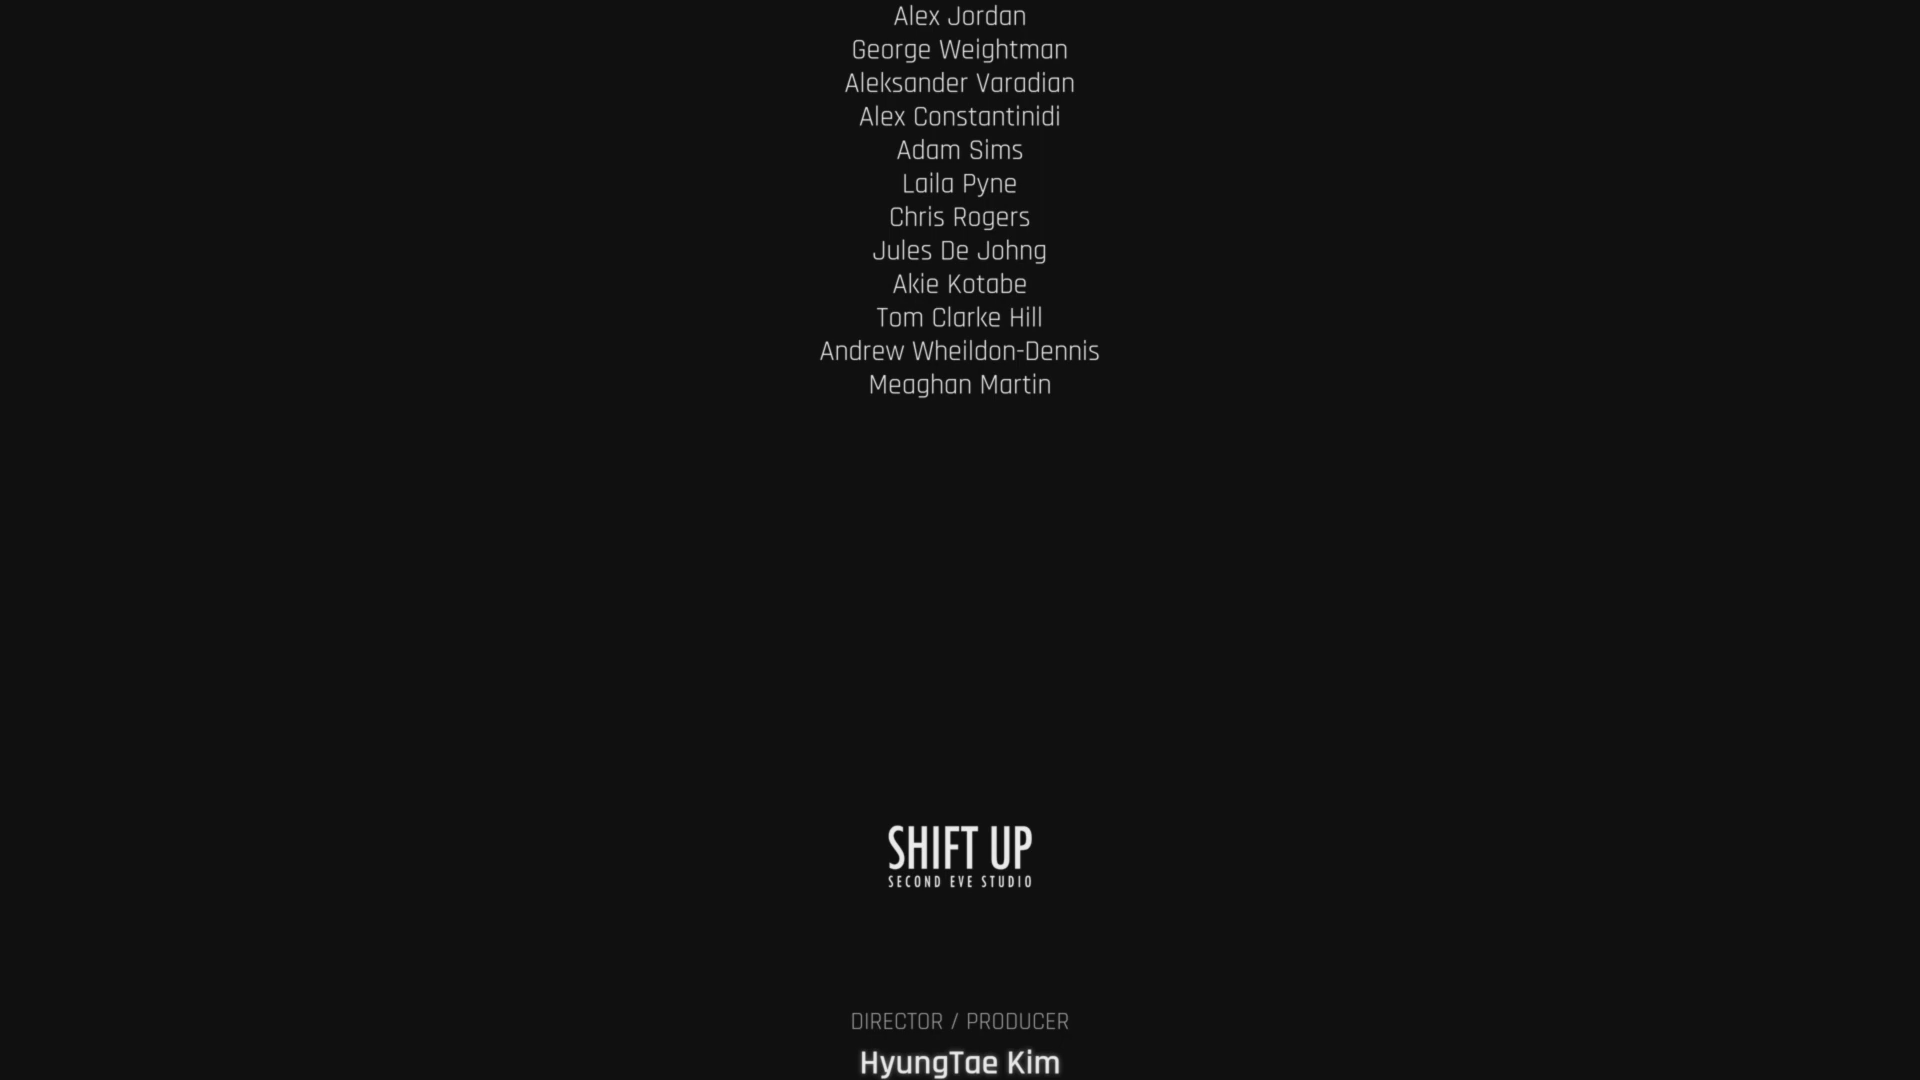 Alex Jordan
George Weightman
Aleksander Varadian
Alex Constantinidi
Adam Sims
Laila Pyne
Chris Rogers
Jules De Johng
Akie Kotabe
Tom Clarke Hill
Andrew Wheildon-Dennis
Meaghan Martin
SHIFT UP
SECOND EVE STUDIO
DIRECTOR / PRODUCER
HyungTae Kim